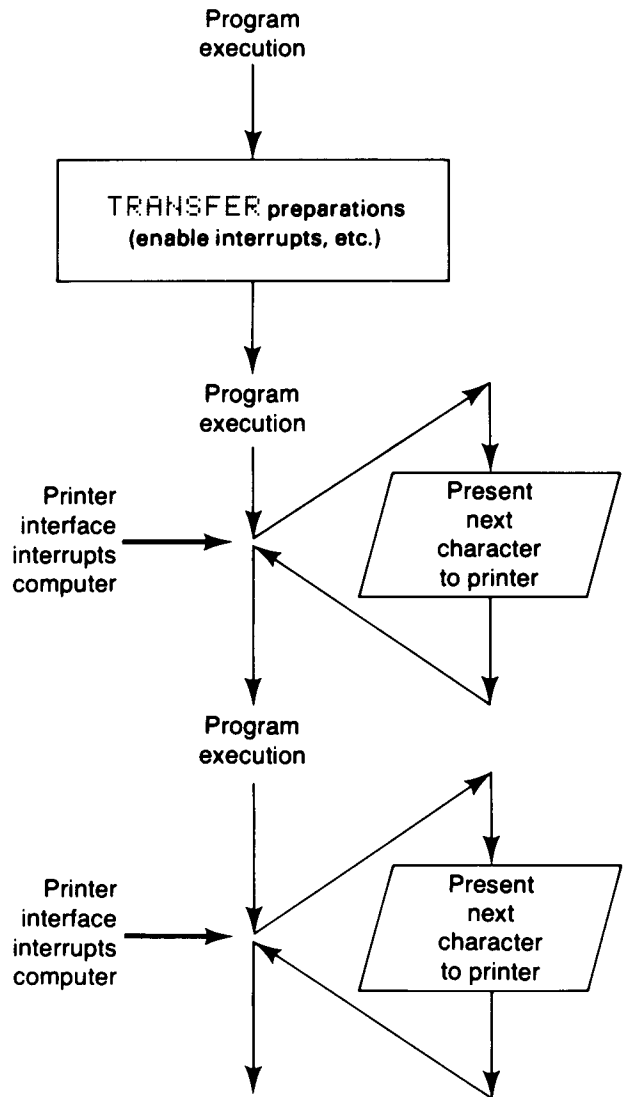 Program
execution
TRANSFER preparations
(enable interrupts, etc.)
Program
execution
Printer
interface
interrupts
computer
Present
next
character
to printer
Program
execution
Printer
interface
interrupts
computer
Present
next
character
to printer